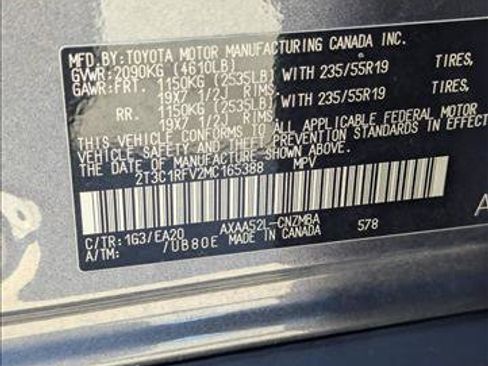 MFD.BY:TOYOTA MOTOR MANUFACTURING CANADA INC.
GVWR:2090KG (4610LB)
GAWR:FRT. 1150KG (2535LB) WITH 235/55R19 TIRES,
19X7 1/2J RIMS,
RR. 1150KG (2535LB) WITH 235/55R19 TIRES,
19X7 1/2J RIMS,
THIS VEHICLE CONFORMS TO ALL APPLICABLE FEDERAL MOTOR
VEHICLE SAFETY AND THEFT PREVENTION STANDARDS IN EFFECT
THE DATE OF MANUFACTURE SHOWN ABOVE.
2T3C1RFV2MC165388 MPV
C/TR:1G3/EA20 AXAA52L-CNZMBA 578
A/TM: /UB80E MADE IN CANADA
A